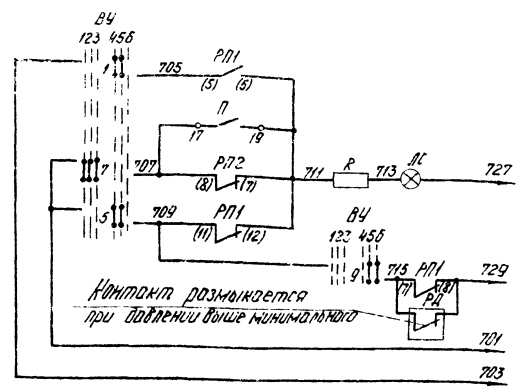 ВУ
123 456
1 705 РП1
(5) (6)
П
17 19
7 707 РП2
(8) (7)
711 R 713 ЛС 727
5 709 РП1
(11) (12)
ВУ
123 456
9 715 РП1 729
(7) (8)
РД
Контакт размыкается
при давлении выше минимального
701
703